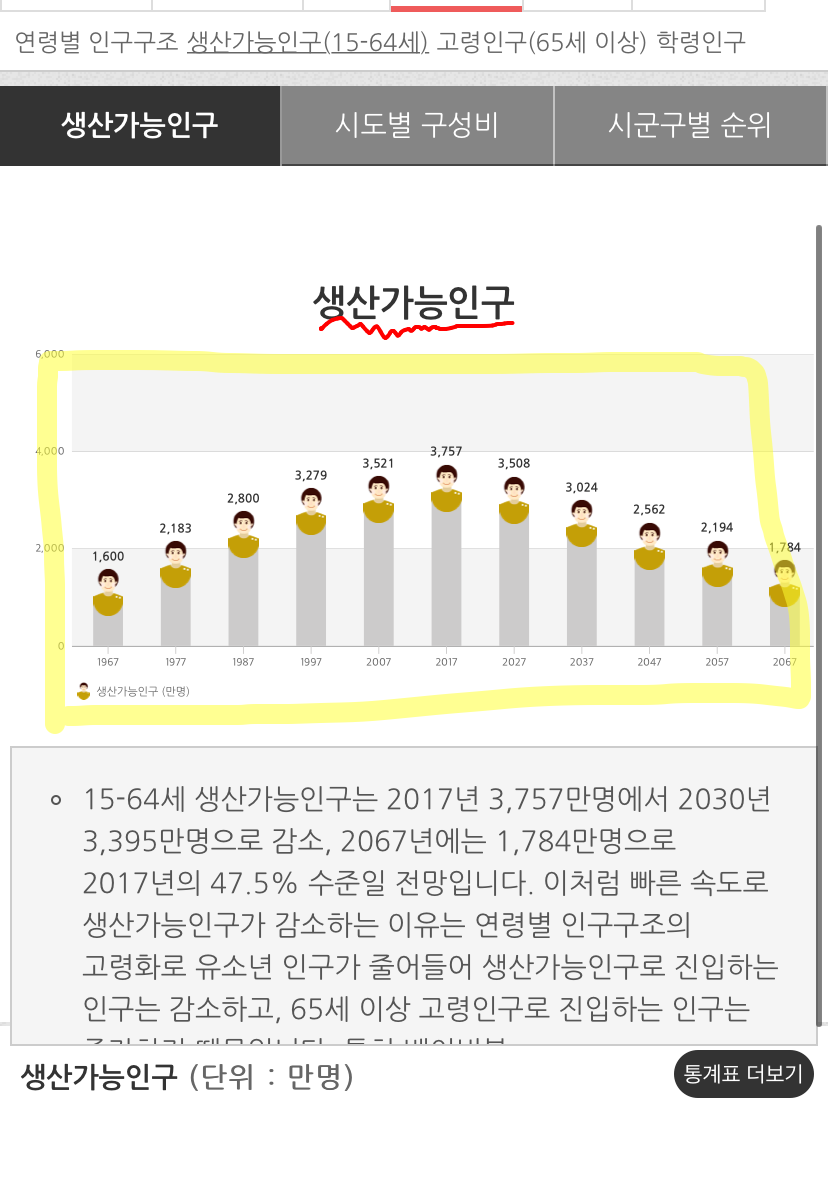 연령별 인구구조 생산가능인구(15-64세) 고령인구(65세 이상) 학령인구
생산가능인구 시도별 구성비 시군구별 순위
생산가능인구
6,000
4,000
2,000
0
1,600 2,183 2,800 3,279 3,521 3,757 3,508 3,024 2,562 2,194 1,784
1967 1977 1987 1997 2007 2017 2027 2037 2047 2057 2067
생산가능인구 (만명)
15-64세 생산가능인구는 2017년 3,757만명에서 2030년
3,395만명으로 감소, 2067년에는 1,784만명으로
2017년의 47.5% 수준일 전망입니다. 이처럼 빠른 속도로
생산가능인구가 감소하는 이유는 연령별 인구구조의
고령화로 유소년 인구가 줄어들어 생산가능인구로 진입하는
인구는 감소하고, 65세 이상 고령인구로 진입하는 인구는
생산가능인구 (단위 : 만명) 통계표 더보기